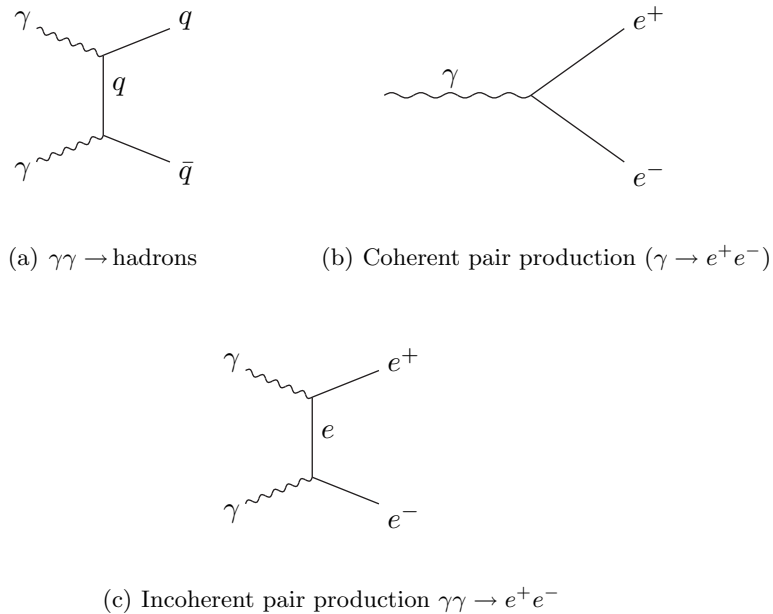 γ q
q
γ q̄
(a) γγ → hadrons
γ e⁺
e⁻
(b) Coherent pair production (γ → e⁺e⁻)
γ e⁺
e
γ e⁻
(c) Incoherent pair production γγ → e⁺e⁻